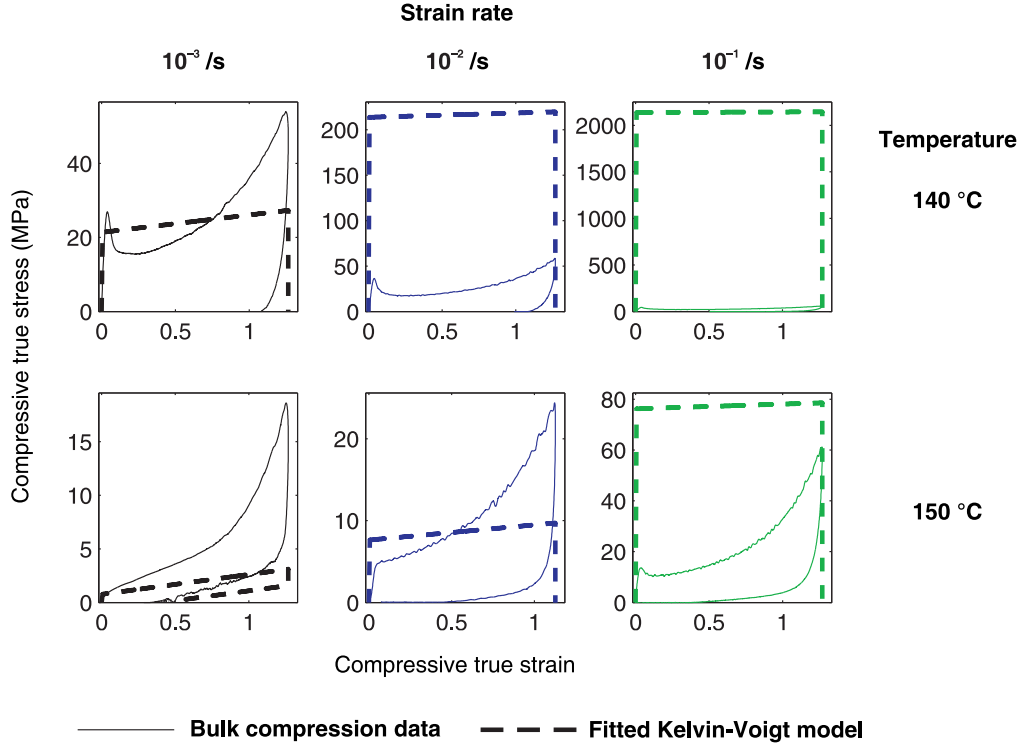 Strain rate
10⁻³ /s 10⁻² /s 10⁻¹ /s
Temperature
140 °C
150 °C
Compressive true stress (MPa)
40
20
0
0 0.5 1
200
150
100
50
0
0 0.5 1
2000
1500
1000
500
0
0 0.5 1
15
10
5
0
0 0.5 1
20
10
0
0 0.5 1
80
60
40
20
0
0 0.5 1
Compressive true strain
Bulk compression data Fitted Kelvin-Voigt model